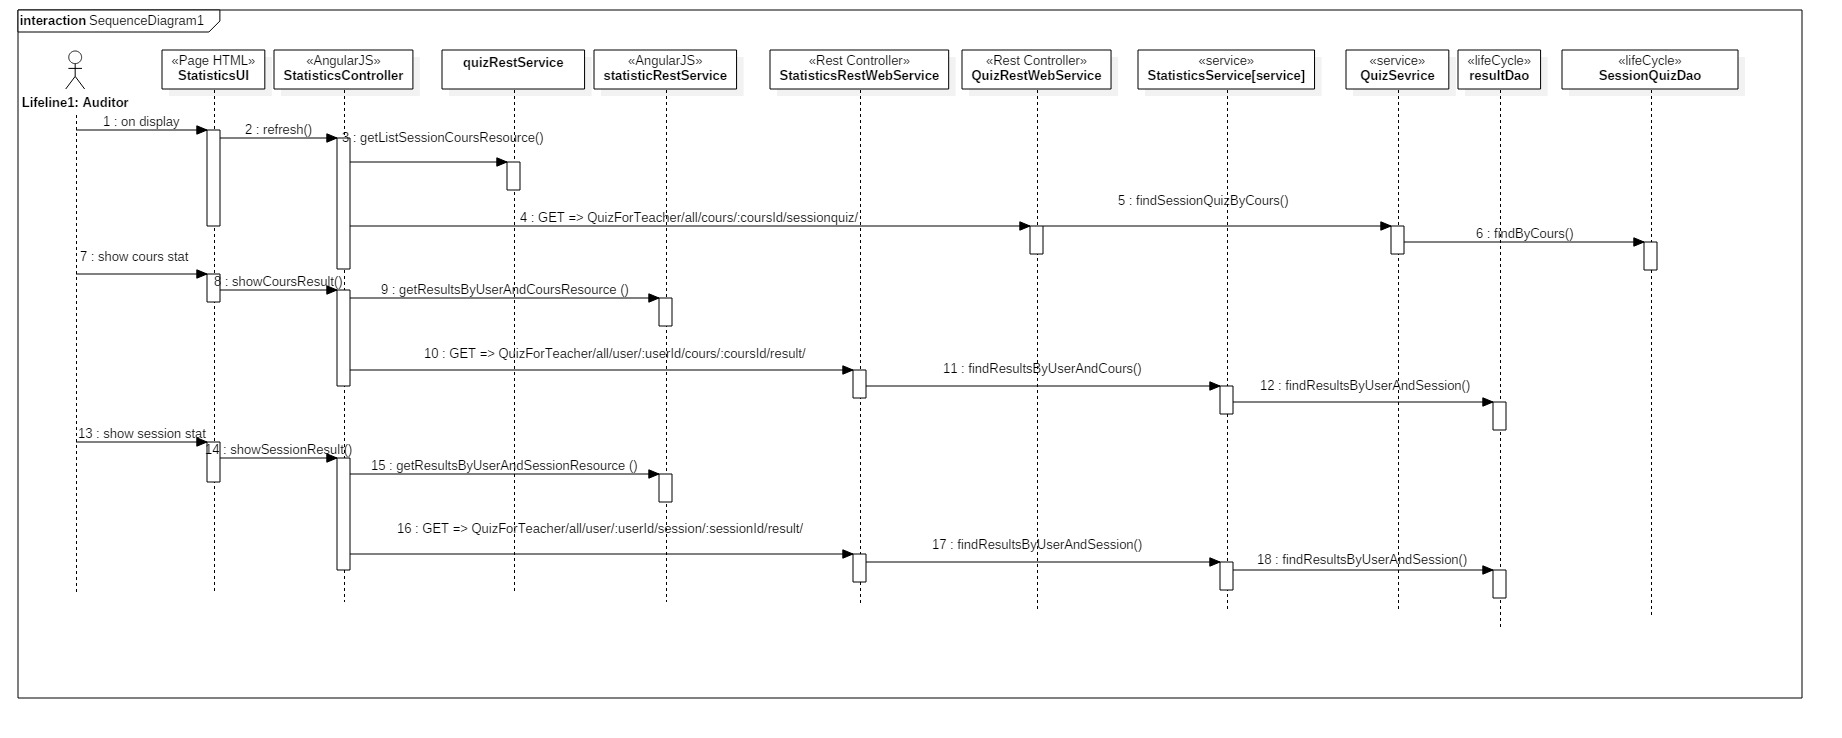 interaction SequenceDiagram1
Lifeline1: Auditor
«Page HTML»
StatisticsUI
«AngularJS»
StatisticsController
quizRestService
«AngularJS»
statisticRestService
«Rest Controller»
StatisticsRestWebService
«Rest Controller»
QuizRestWebService
«service»
StatisticsService[service]
«service»
QuizSevrice
«lifeCycle»
resultDao
«lifeCycle»
SessionQuizDao
1 : on display
2 : refresh()
3 : getListSessionCoursResource()
4 : GET => QuizForTeacher/all/cours/:coursId/sessionquiz/
5 : findSessionQuizByCours()
6 : findByCours()
7 : show cours stat
8 : showCoursResult()
9 : getResultsByUserAndCoursResource ()
10 : GET => QuizForTeacher/all/user/:userId/cours/:coursId/result/
11 : findResultsByUserAndCours()
12 : findResultsByUserAndSession()
13 : show session stat
14 : showSessionResult()
15 : getResultsByUserAndSessionResource ()
16 : GET => QuizForTeacher/all/user/:userId/session/:sessionId/result/
17 : findResultsByUserAndSession()
18 : findResultsByUserAndSession()